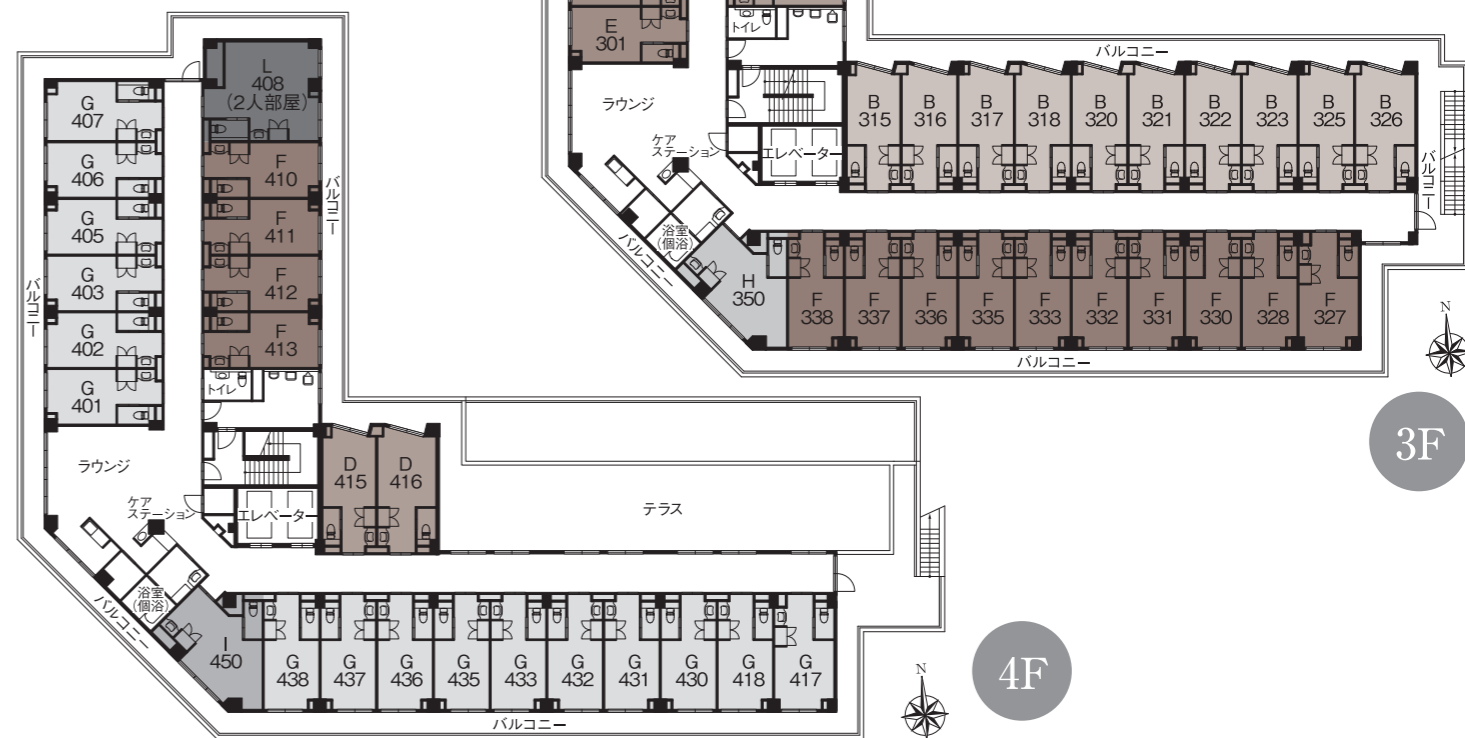 E
301
トイレ
ラウンジ
ケア
ステーション
エレベーター
浴室
(個浴)
バルコニー
バルコニー
B
315
B
316
B
317
B
318
B
320
B
321
B
322
B
323
B
325
B
326
バルコニー
H
350
F
338
F
337
F
336
F
335
F
333
F
332
F
331
F
330
F
328
F
327
バルコニー
N
3F
L
408
(2人部屋)
G
407
G
406
G
405
G
403
G
402
G
401
バルコニー
F
410
F
411
F
412
F
413
バルコニー
トイレ
ラウンジ
ケア
ステーション
エレベーター
D
415
D
416
テラス
浴室
(個浴)
バルコニー
I
450
G
438
G
437
G
436
G
435
G
433
G
432
G
431
G
430
G
418
G
417
バルコニー
N
4F